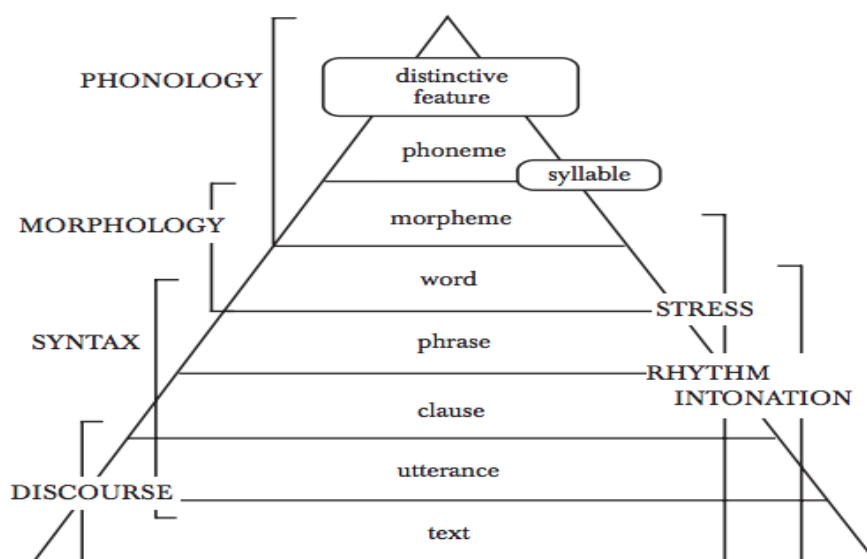 PHONOLOGY
distinctive
feature
phoneme
syllable
MORPHOLOGY
morpheme
word
STRESS
SYNTAX
phrase
RHYTHM
INTONATION
clause
utterance
DISCOURSE
text